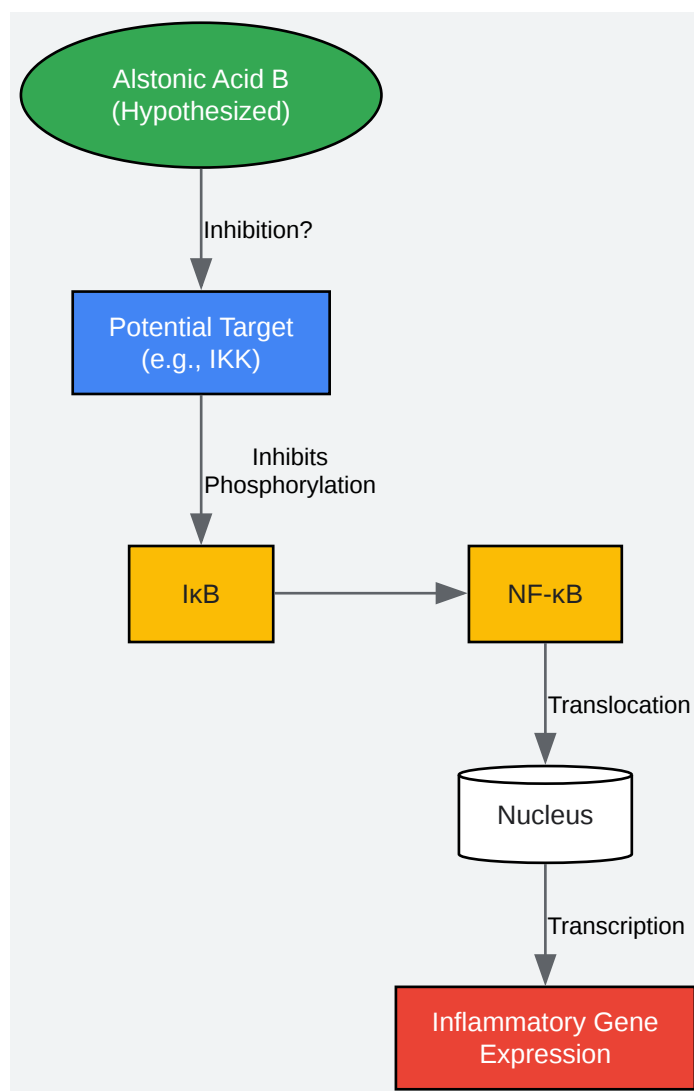 Alstonic Acid B
(Hypothesized)
Inhibition?
Potential Target
(e.g., IKK)
Inhibits
Phosphorylation
IκB
NF-κB
Translocation
Nucleus
Transcription
Inflammatory Gene
Expression